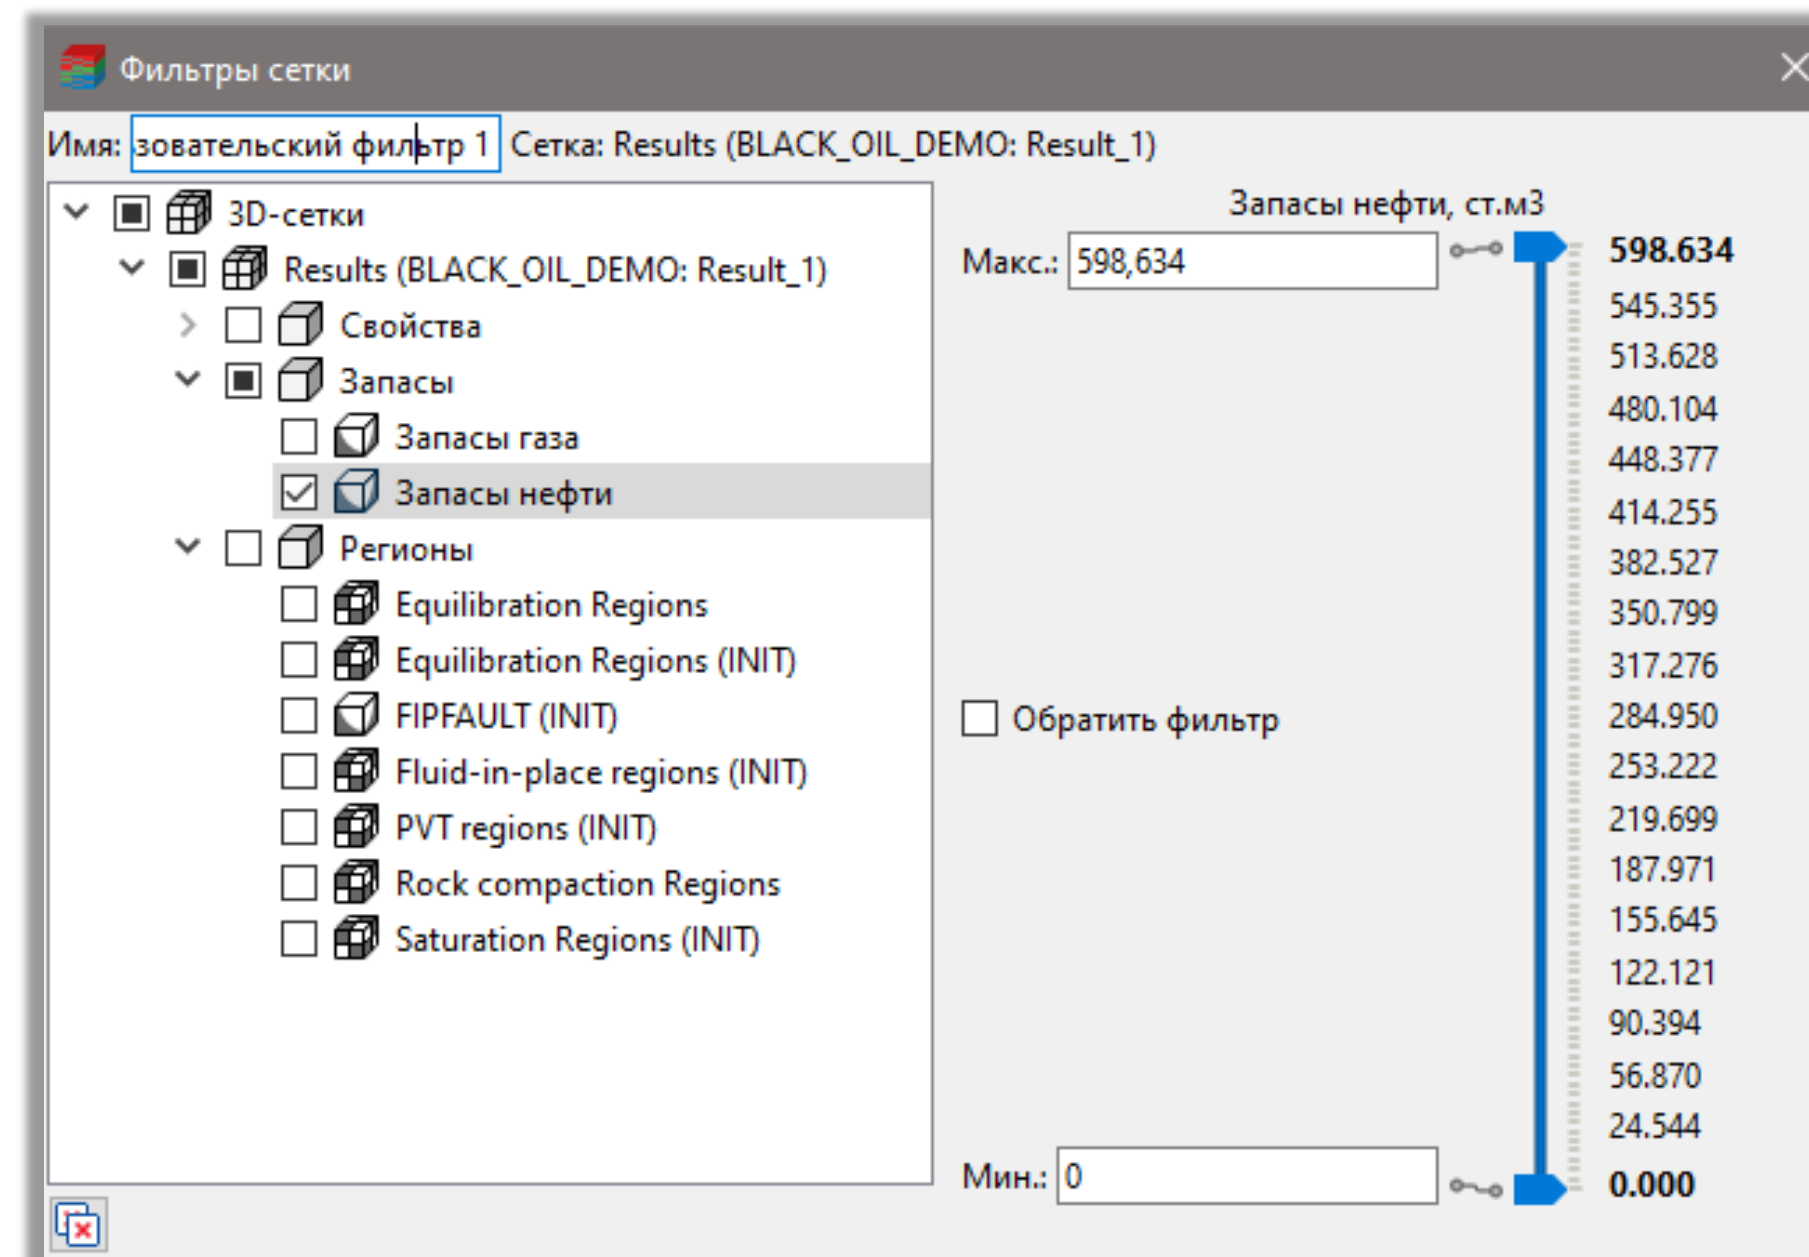 Фильтры сетки
Имя: зовательский фильтр 1 Сетка: Results (BLACK_OIL_DEMO: Result_1)
3D-сетки
Results (BLACK_OIL_DEMO: Result_1)
Свойства
Запасы
Запасы газа
Запасы нефти
Регионы
Equilibration Regions
Equilibration Regions (INIT)
FIPFAULT (INIT)
Fluid-in-place regions (INIT)
PVT regions (INIT)
Rock compaction Regions
Saturation Regions (INIT)
Запасы нефти, ст.м3
Макс.: 598,634
Обратить фильтр
Мин.: 0
598.634
545.355
513.628
480.104
448.377
414.255
382.527
350.799
317.276
284.950
253.222
219.699
187.971
155.645
122.121
90.394
56.870
24.544
0.000